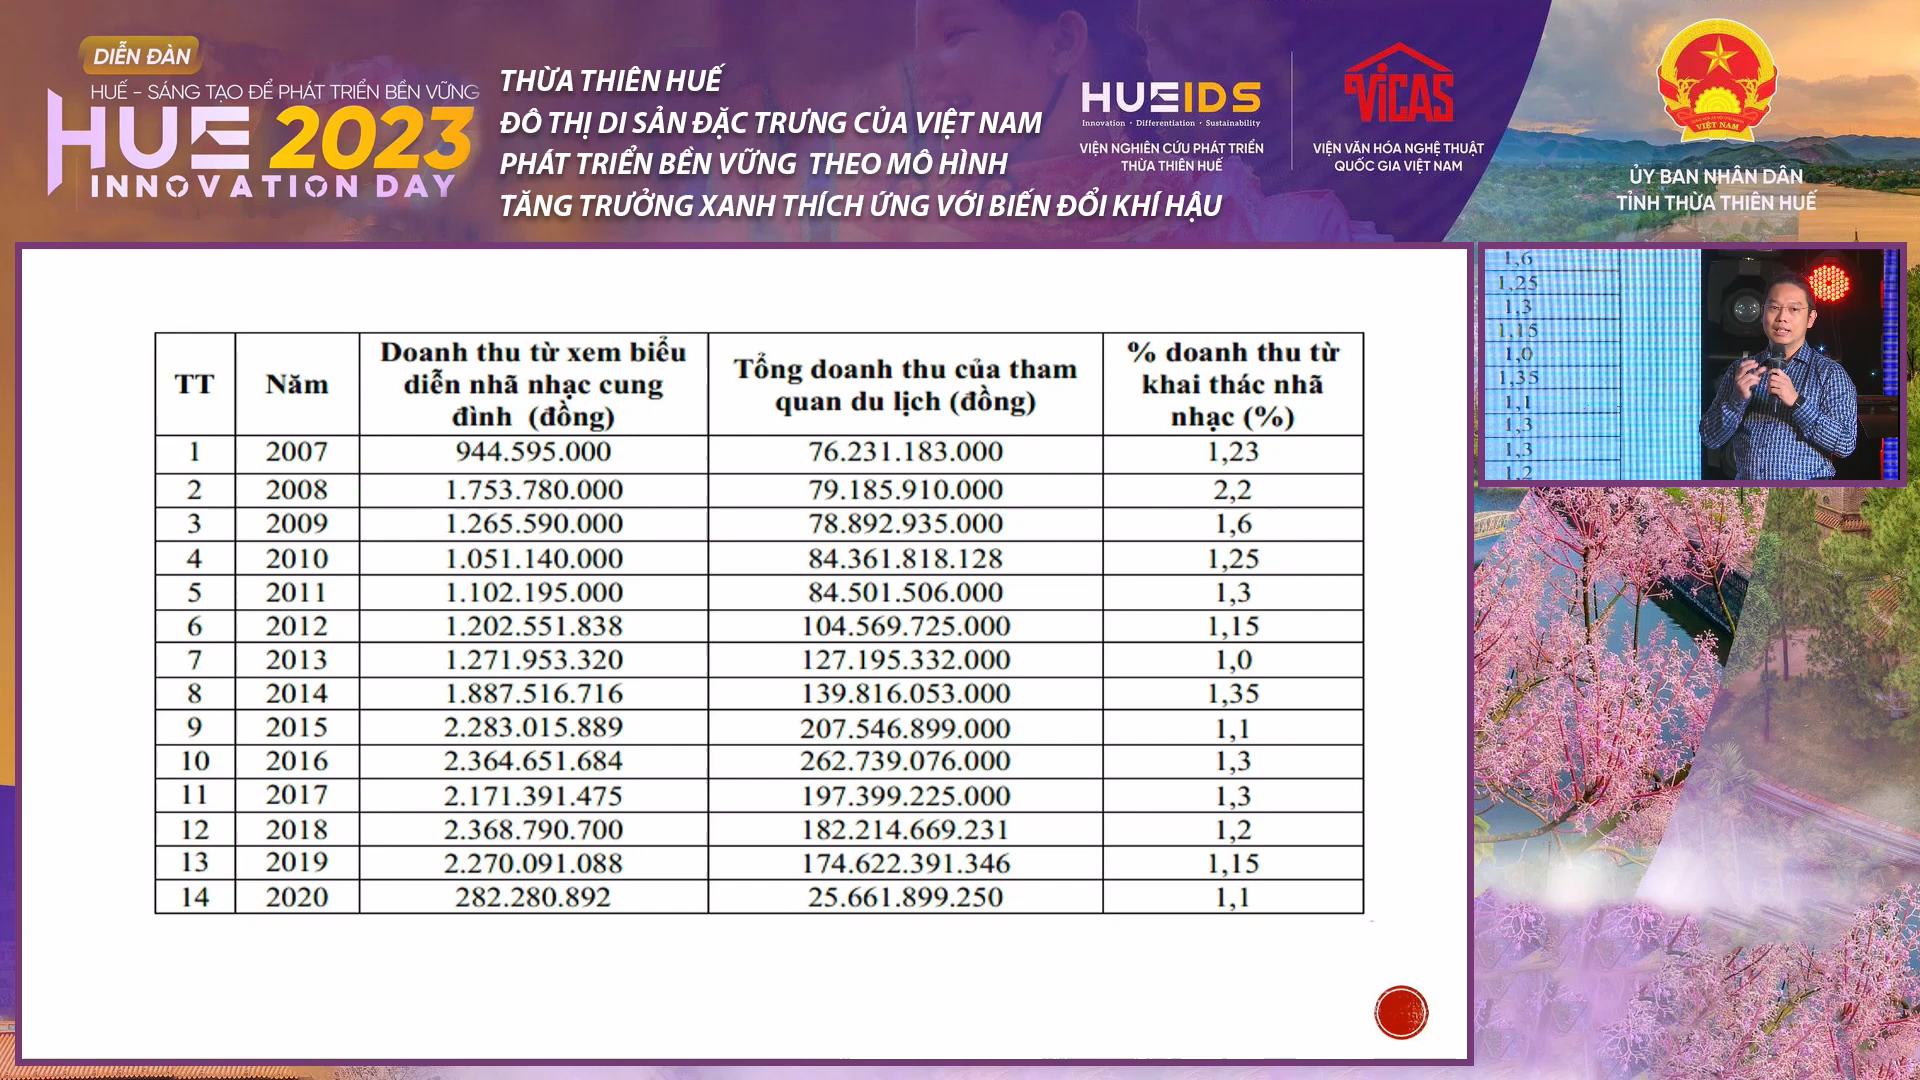 DIỄN ĐÀN
HUẾ – SÁNG TẠO ĐỂ PHÁT TRIỂN BỀN VỮNG
HUE 2023
INNOVATION DAY
THỪA THIÊN HUẾ
ĐÔ THỊ DI SẢN ĐẶC TRƯNG CỦA VIỆT NAM
PHÁT TRIỂN BỀN VỮNG THEO MÔ HÌNH
TĂNG TRƯỞNG XANH THÍCH ỨNG VỚI BIẾN ĐỔI KHÍ HẬU
HUEIDS
Innovation • Differentiation • Sustainability
VIỆN NGHIÊN CỨU PHÁT TRIỂN
THỪA THIÊN HUẾ
VICAS
VIỆN VĂN HÓA NGHỆ THUẬT
QUỐC GIA VIỆT NAM
VIỆT NAM
ỦY BAN NHÂN DÂN
TỈNH THỪA THIÊN HUẾ
TT Năm Doanh thu từ xem biểu diễn nhã nhạc cung đình (đồng) Tổng doanh thu của tham quan du lịch (đồng) % doanh thu từ khai thác nhã nhạc (%)
1 2007 944.595.000 76.231.183.000 1,23
2 2008 1.753.780.000 79.185.910.000 2,2
3 2009 1.265.590.000 78.892.935.000 1,6
4 2010 1.051.140.000 84.361.818.128 1,25
5 2011 1.102.195.000 84.501.506.000 1,3
6 2012 1.202.551.838 104.569.725.000 1,15
7 2013 1.271.953.320 127.195.332.000 1,0
8 2014 1.887.516.716 139.816.053.000 1,35
9 2015 2.283.015.889 207.546.899.000 1,1
10 2016 2.364.651.684 262.739.076.000 1,3
11 2017 2.171.391.475 197.399.225.000 1,3
12 2018 2.368.790.700 182.214.669.231 1,2
13 2019 2.270.091.088 174.622.391.346 1,15
14 2020 282.280.892 25.661.899.250 1,1
1,6
1,25
1,3
1,15
1,0
1,35
1,1
1,3
1,3
1,2